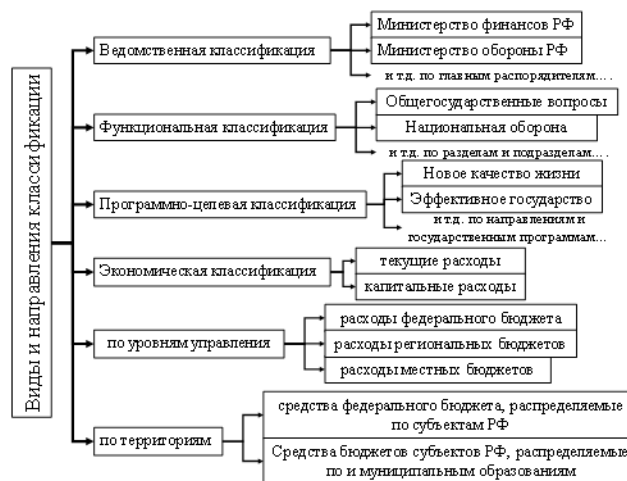 Виды и направления классификации
Ведомственная классификация
Министерство финансов РФ
Министерство обороны РФ
и т.д. по главным распорядителям....
Функциональная классификация
Общегосударственные вопросы
Национальная оборона
и т.д. по разделам и подразделам....
Программно-целевая классификация
Новое качество жизни
Эффективное государство
и т.д. по направлениям и
государственным программам...
Экономическая классификация
текущие расходы
капитальные расходы
по уровням управления
расходы федерального бюджета
расходы региональных бюджетов
расходы местных бюджетов
по территориям
средства федерального бюджета, распределяемые
по субъектам РФ
Средства бюджетов субъектов РФ, распределяемые
по и муниципальным образованиям